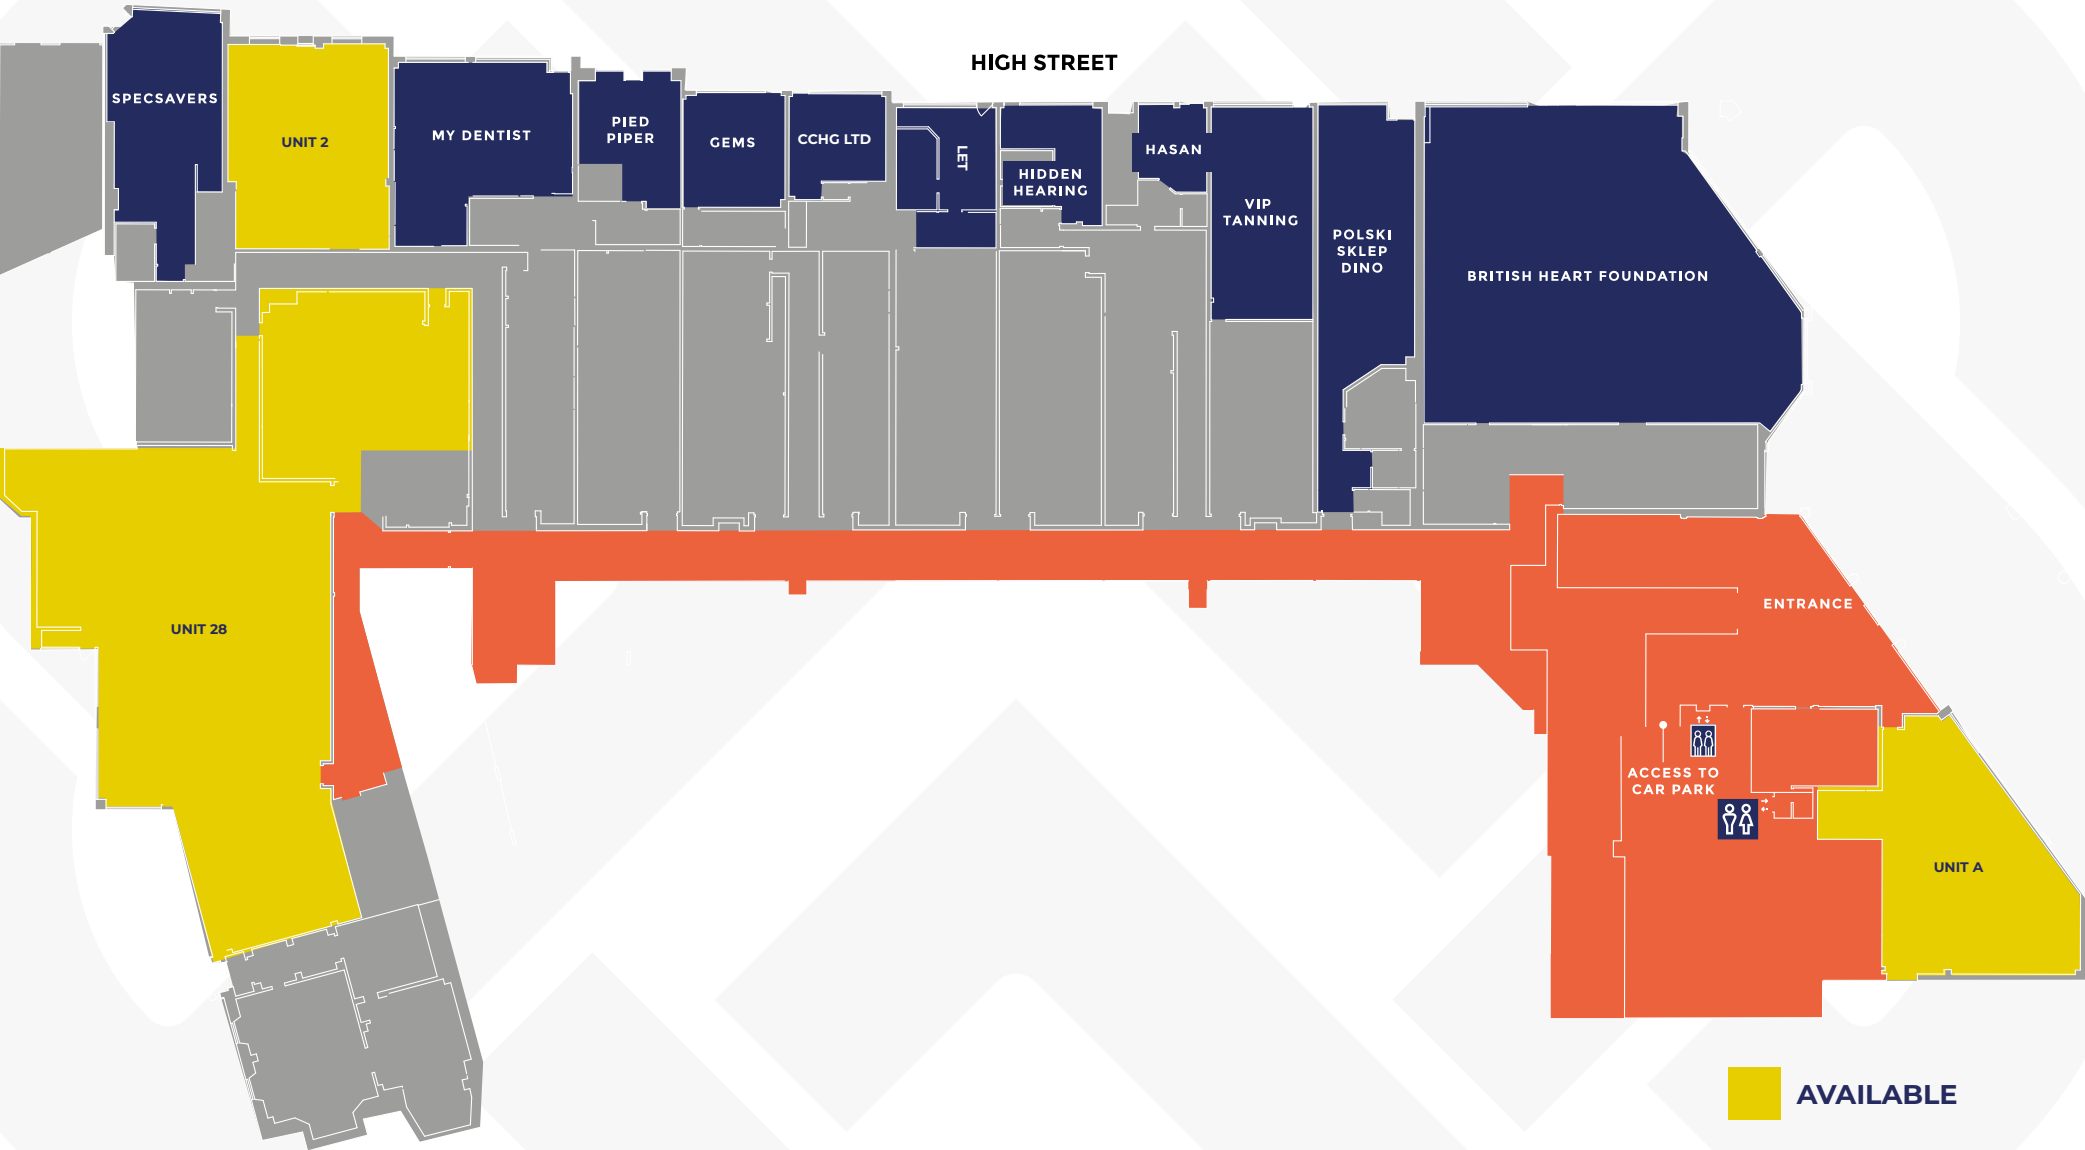 HIGH STREET
SPECSAVERS
UNIT 2
MY DENTIST
PIED
PIPER
GEMS
CCHG LTD
LET
HIDDEN
HEARING
HASAN
VIP
TANNING
POLSKI
SKLEP
DINO
BRITISH HEART FOUNDATION
UNIT 28
ENTRANCE
ACCESS TO
CAR PARK
UNIT A
AVAILABLE